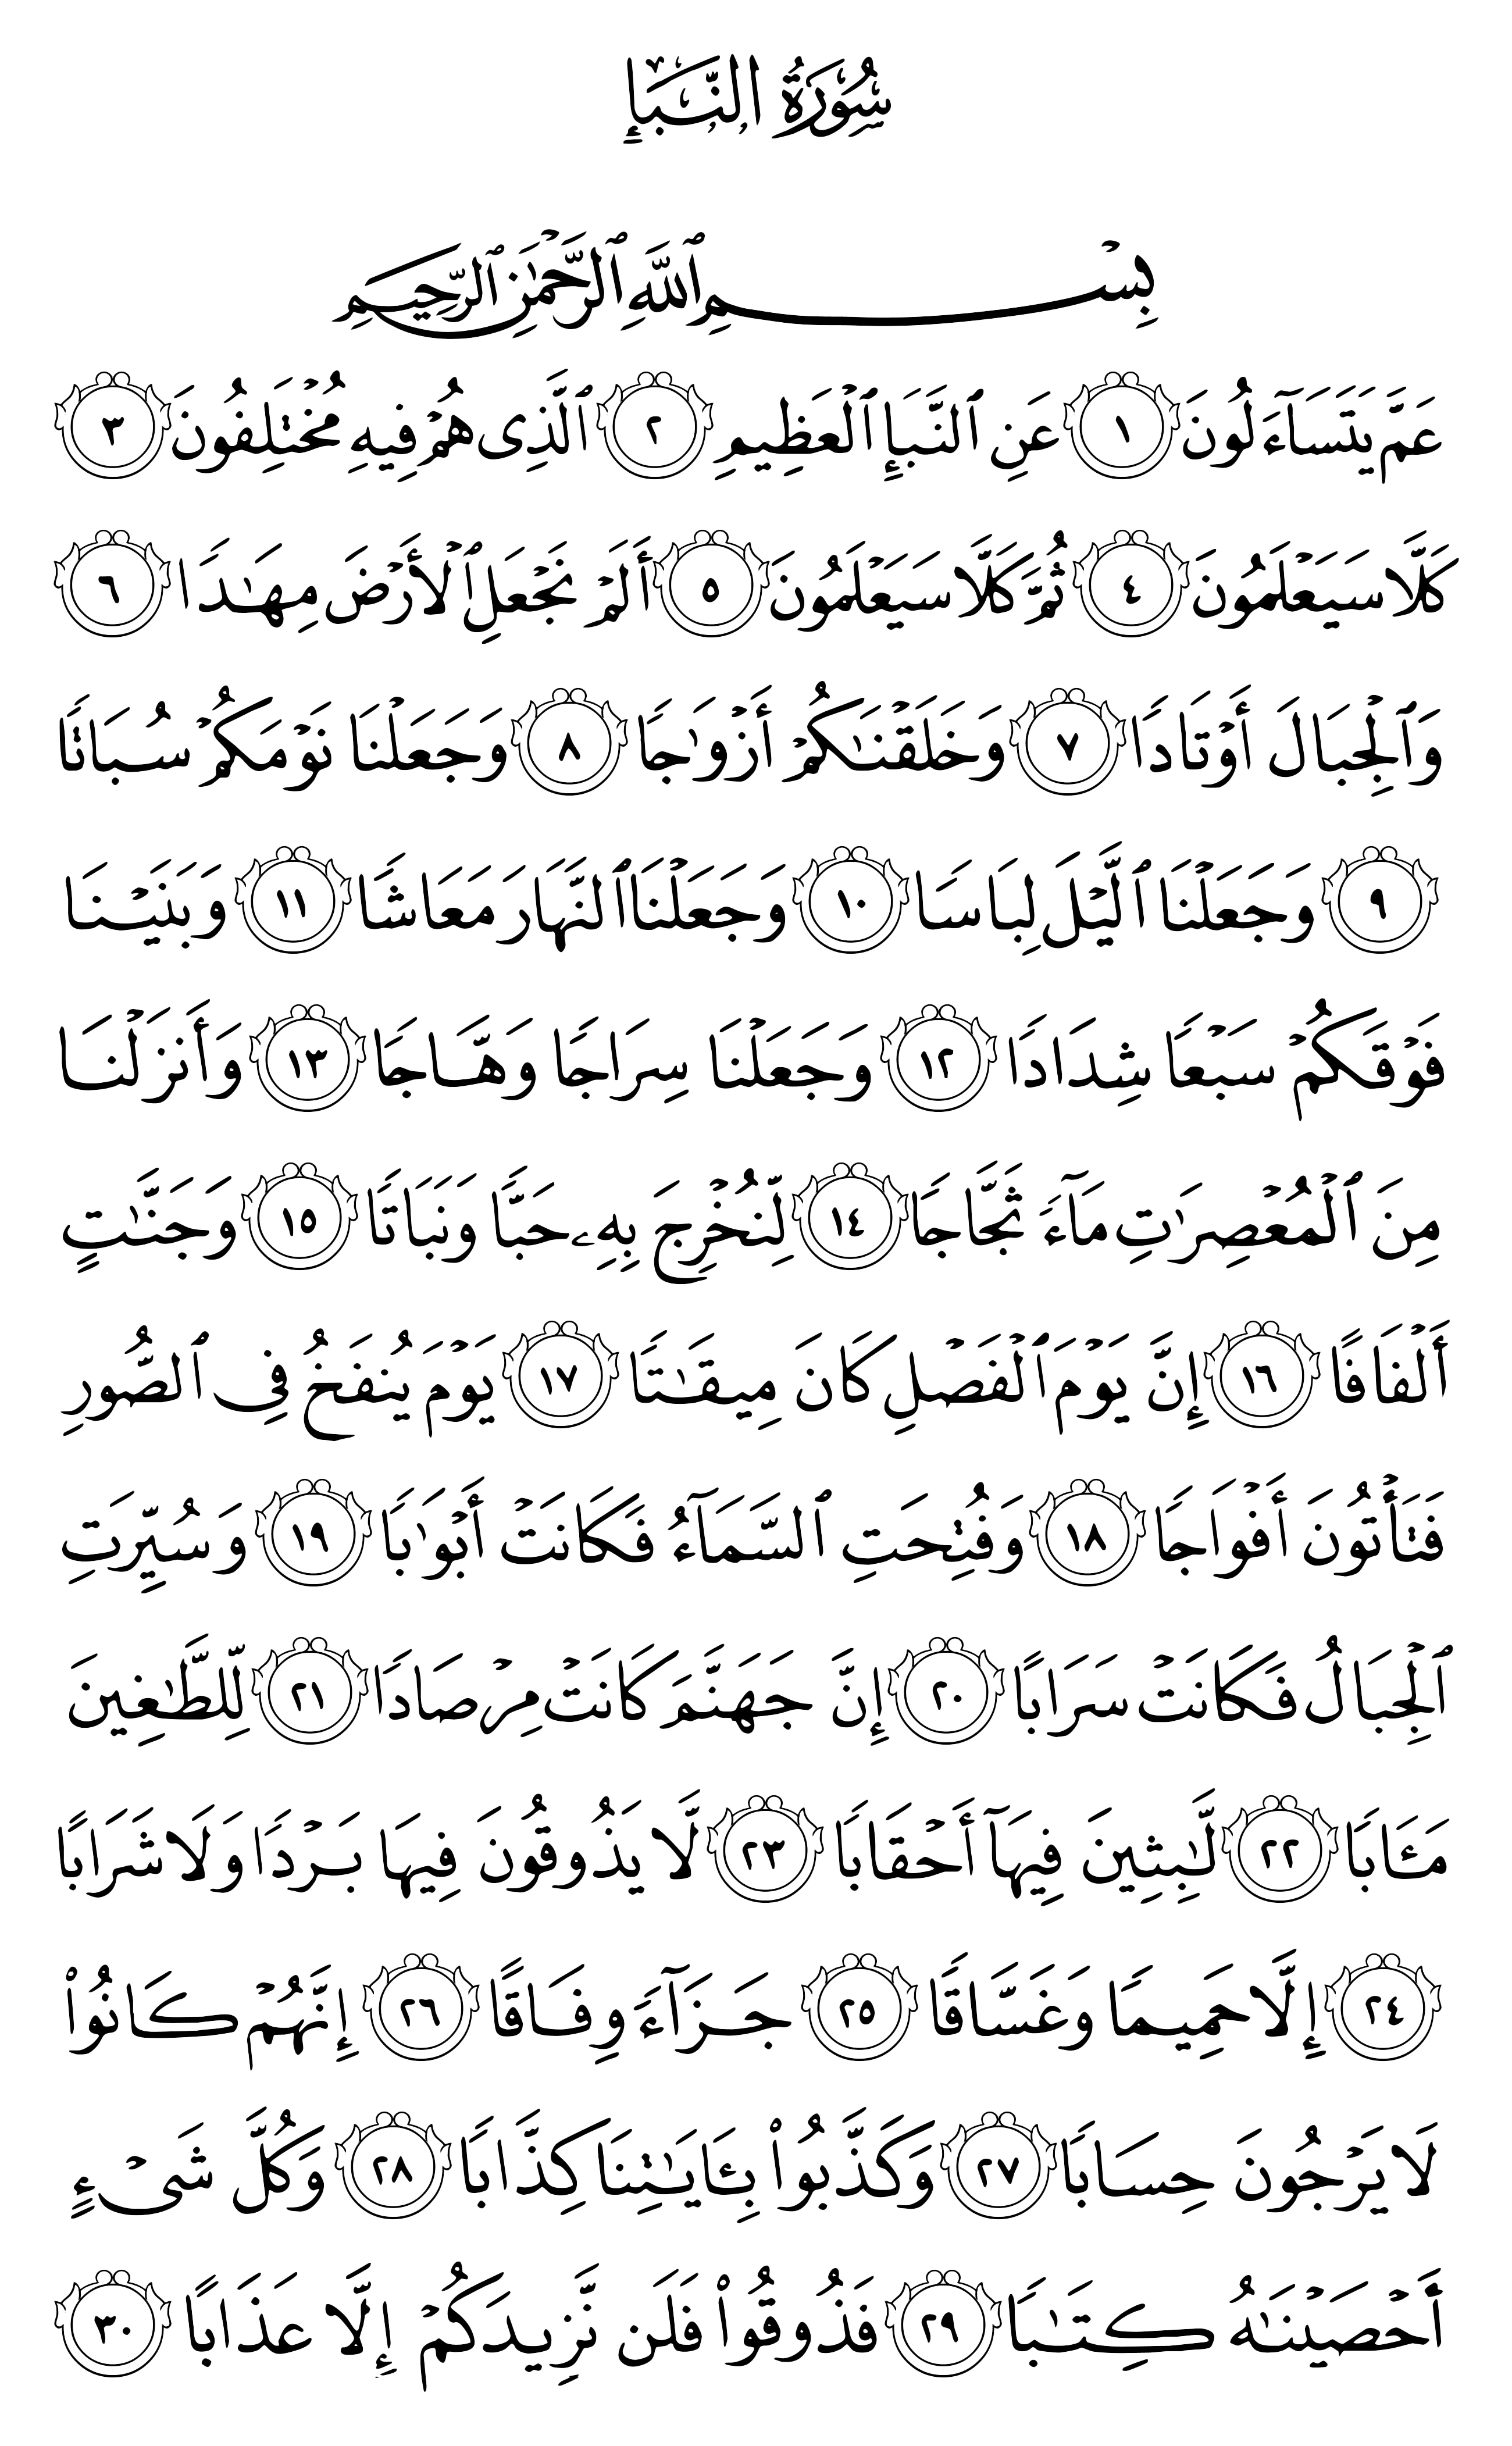 سُورَةُ النَّبَإِ
بِسْمِ ٱللَّهِ ٱلرَّحْمَٰنِ ٱلرَّحِيمِ
عَمَّ يَتَسَآءَلُونَ ١ عَنِ ٱلنَّبَإِ ٱلْعَظِيمِ ٢ ٱلَّذِى هُمْ فِيهِ مُخْتَلِفُونَ ٣
كَلَّا سَيَعْلَمُونَ ٤ ثُمَّ كَلَّا سَيَعْلَمُونَ ٥ أَلَمْ نَجْعَلِ ٱلْأَرْضَ مِهَٰدًا ٦
وَٱلْجِبَالَ أَوْتَادًا ٧ وَخَلَقْنَٰكُمْ أَزْوَٰجًا ٨ وَجَعَلْنَا نَوْمَكُمْ سُبَاتًا
٩ وَجَعَلْنَا ٱلَّيْلَ لِبَاسًا ١٠ وَجَعَلْنَا ٱلنَّهَارَ مَعَاشًا ١١ وَبَنَيْنَا
فَوْقَكُمْ سَبْعًا شِدَادًا ١٢ وَجَعَلْنَا سِرَاجًا وَهَّاجًا ١٣ وَأَنزَلْنَا
مِنَ ٱلْمُعْصِرَٰتِ مَآءً ثَجَّاجًا ١٤ لِّنُخْرِجَ بِهِۦ حَبًّا وَنَبَاتًا ١٥ وَجَنَّٰتٍ
أَلْفَافًا ١٦ إِنَّ يَوْمَ ٱلْفَصْلِ كَانَ مِيقَٰتًا ١٧ يَوْمَ يُنفَخُ فِى ٱلصُّورِ
فَتَأْتُونَ أَفْوَاجًا ١٨ وَفُتِحَتِ ٱلسَّمَآءُ فَكَانَتْ أَبْوَٰبًا ١٩ وَسُيِّرَتِ
ٱلْجِبَالُ فَكَانَتْ سَرَابًا ٢٠ إِنَّ جَهَنَّمَ كَانَتْ مِرْصَادًا ٢١ لِّلطَّٰغِينَ
مَـَٔابًا ٢٢ لَّٰبِثِينَ فِيهَآ أَحْقَابًا ٢٣ لَّا يَذُوقُونَ فِيهَا بَرْدًا وَلَا شَرَابًا
٢٤ إِلَّا حَمِيمًا وَغَسَّاقًا ٢٥ جَزَآءً وِفَاقًا ٢٦ إِنَّهُمْ كَانُوا۟
لَا يَرْجُونَ حِسَابًا ٢٧ وَكَذَّبُوا۟ بِـَٔايَٰتِنَا كِذَّابًا ٢٨ وَكُلَّ شَىْءٍ
أَحْصَيْنَٰهُ كِتَٰبًا ٢٩ فَذُوقُوا۟ فَلَن نَّزِيدَكُمْ إِلَّا عَذَابًا ٣٠